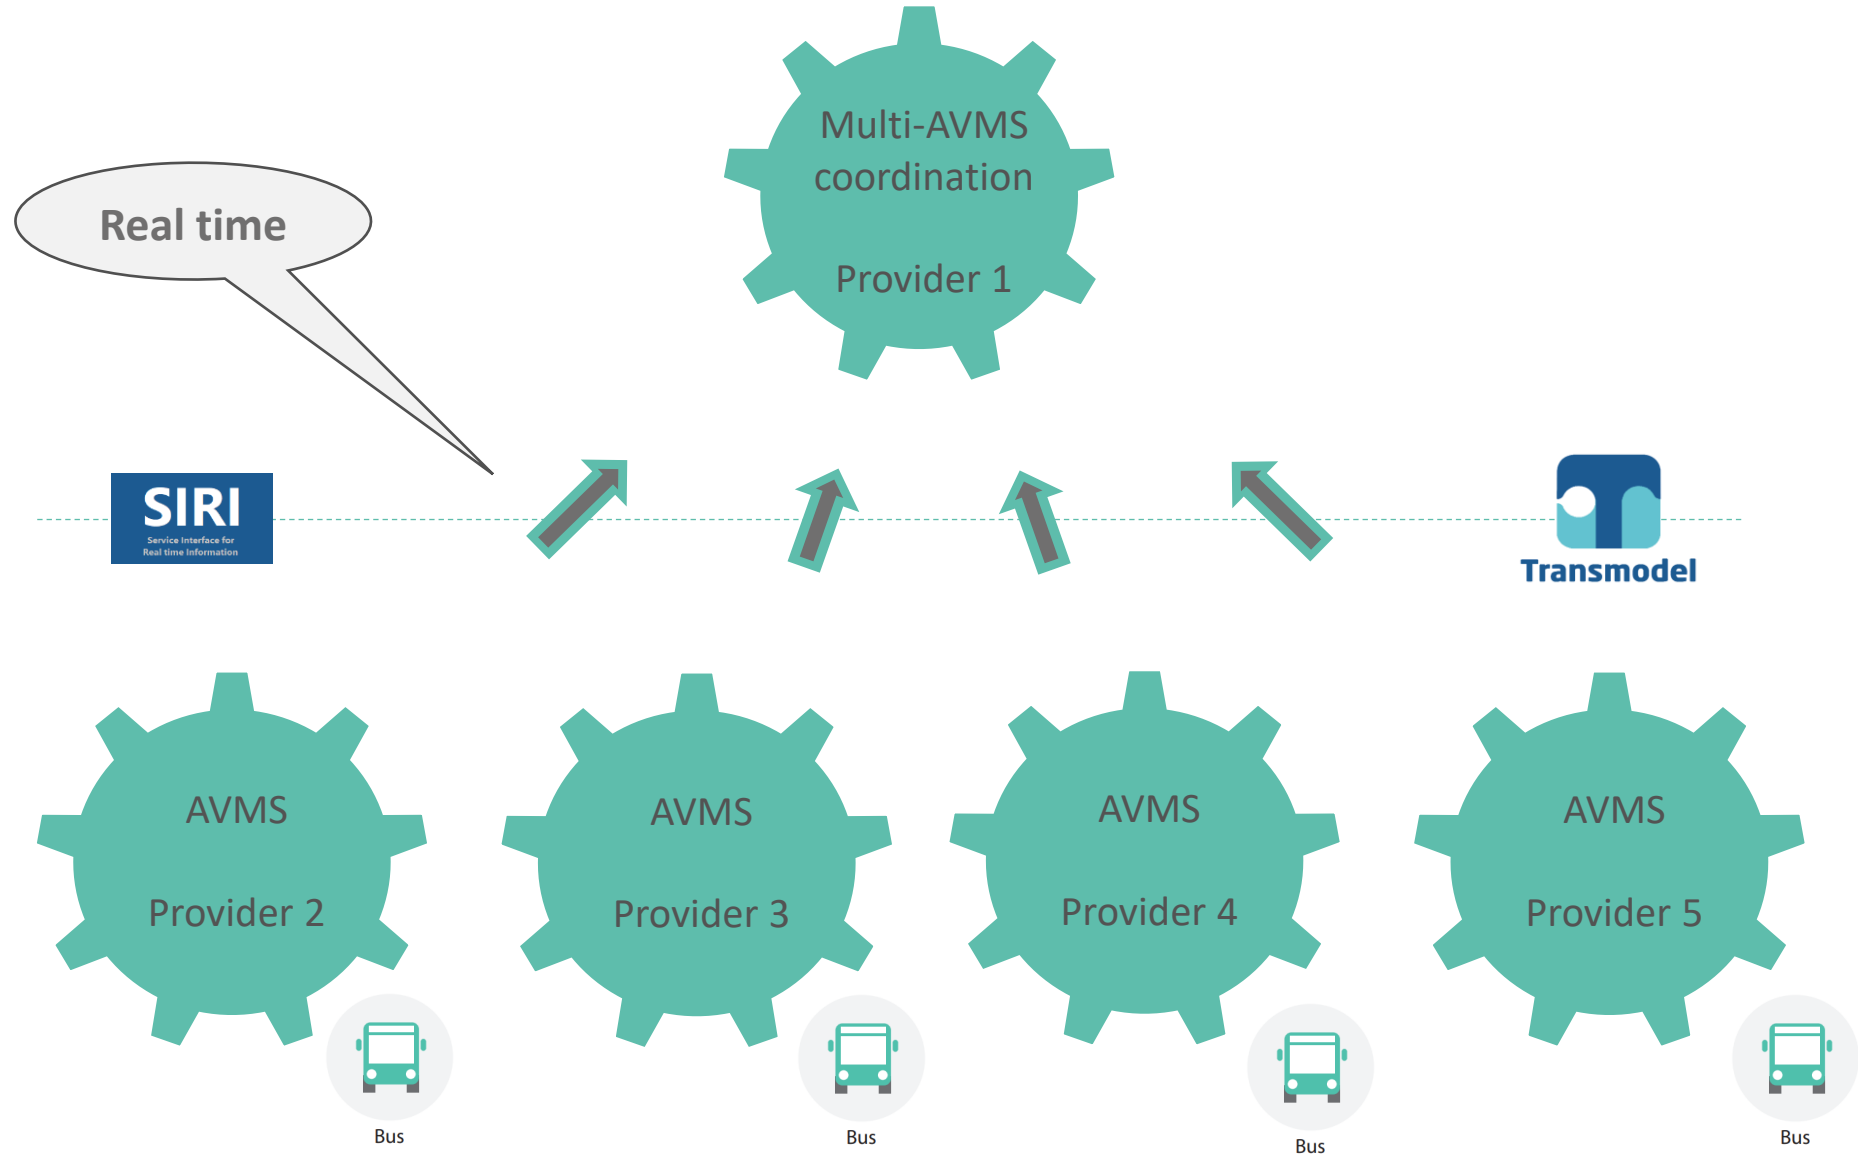 Multi-AVMS
coordination
Provider 1
Real time
SIRI
Service Interface for
Real time Information
Transmodel
AVMS
Provider 2
AVMS
Provider 3
AVMS
Provider 4
AVMS
Provider 5
Bus
Bus
Bus
Bus